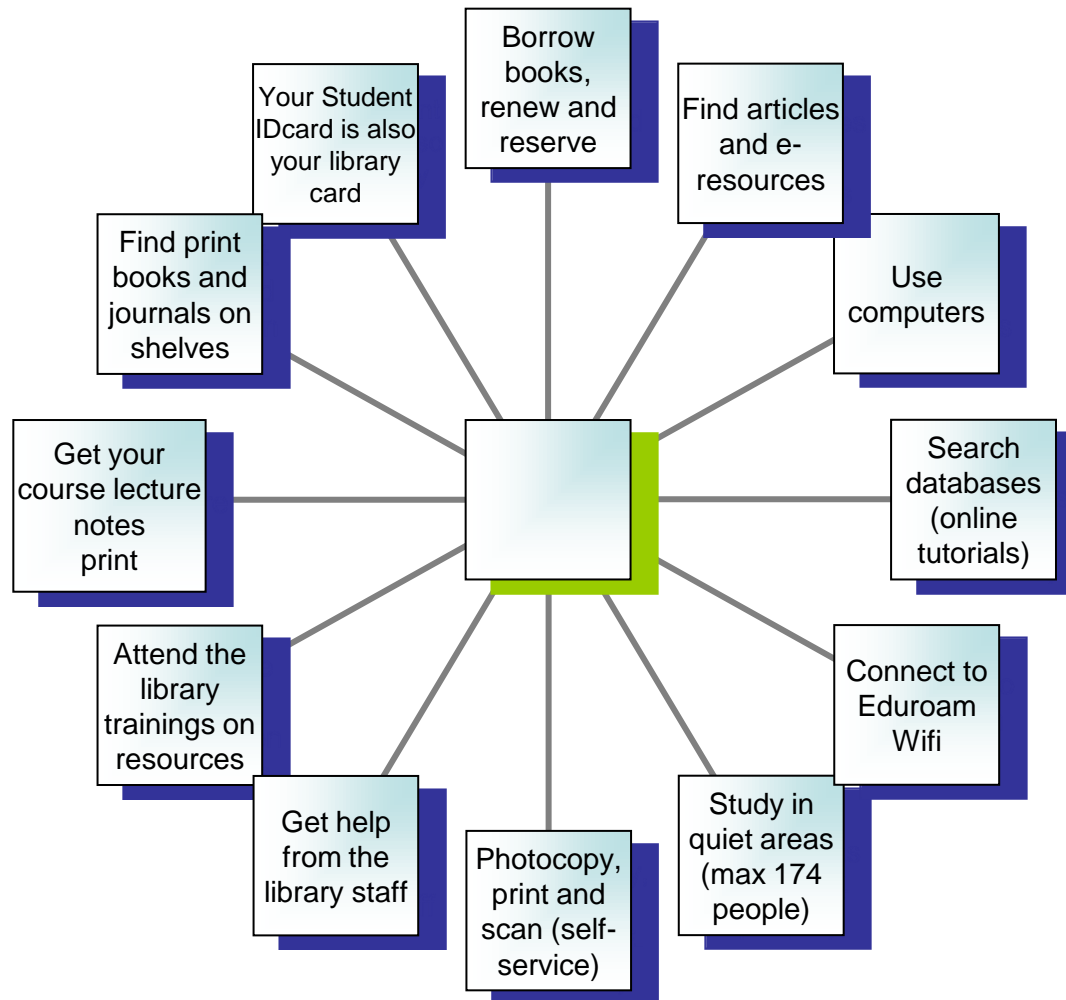 Borrow
books,
renew and
reserve
Find articles
and e-
resources
Use
computers
Search
databases
(online
tutorials)
Connect to
Eduroam
Wifi
Study in
quiet areas
(max 174
people)
Photocopy,
print and
scan (self-
service)
Get help
from the
library staff
Attend the
library
trainings on
resources
Get your
course lecture
notes
print
Find print
books and
journals on
shelves
Your Student
IDcard is also
your library
card